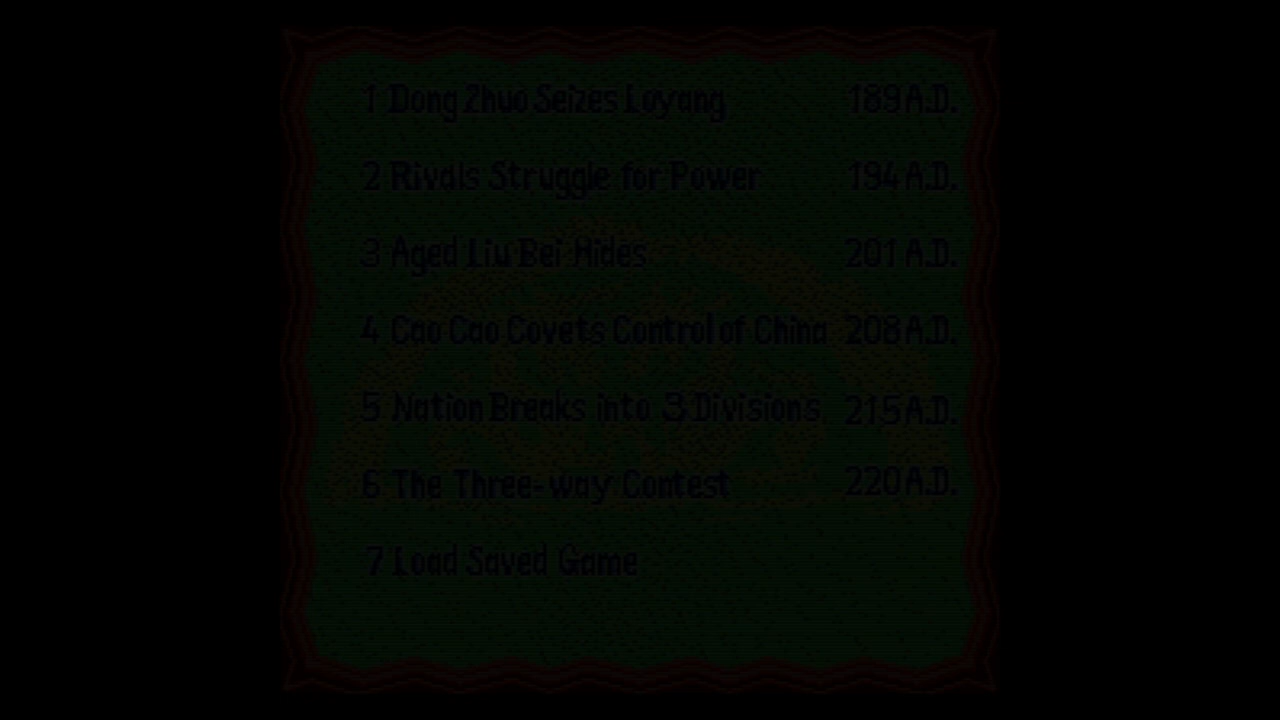 1 Dong Zhuo Seizes Loyang 189 A.D.
2 Rivals Struggle for Power 194 A.D.
3 Aged Liu Bei Hides 201 A.D.
4 Cao Cao Covets Control of China 208 A.D.
5 Nation Breaks into 3 Divisions 215 A.D.
6 The Three-way Contest 220 A.D.
7 Load Saved Game